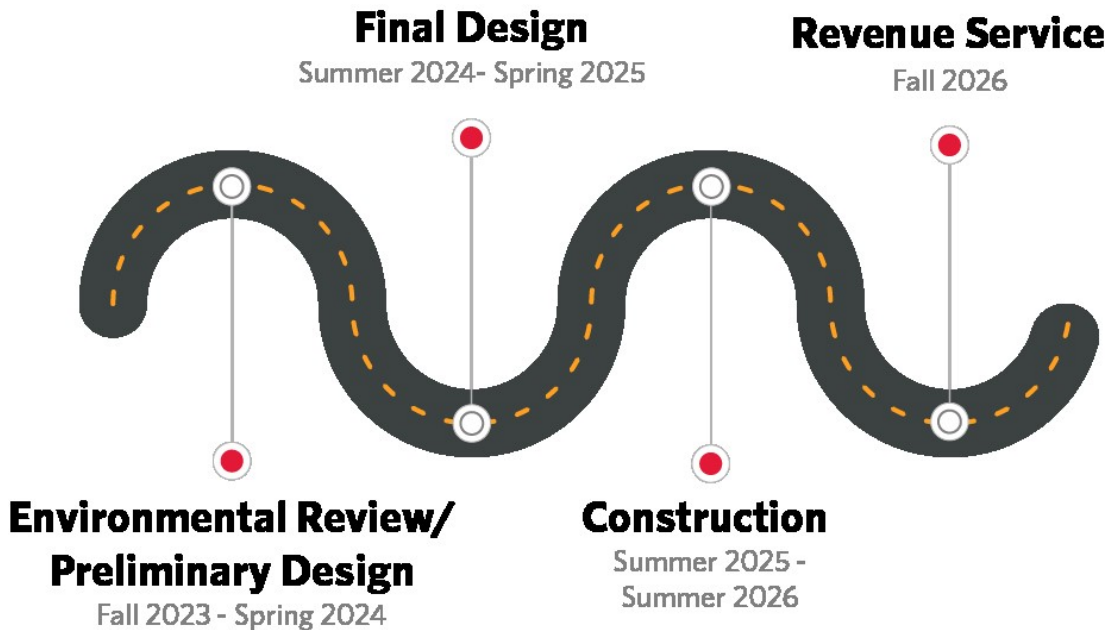 Final Design
Summer 2024- Spring 2025
Revenue Service
Fall 2026
Environmental Review/
Preliminary Design
Fall 2023 - Spring 2024
Construction
Summer 2025 -
Summer 2026